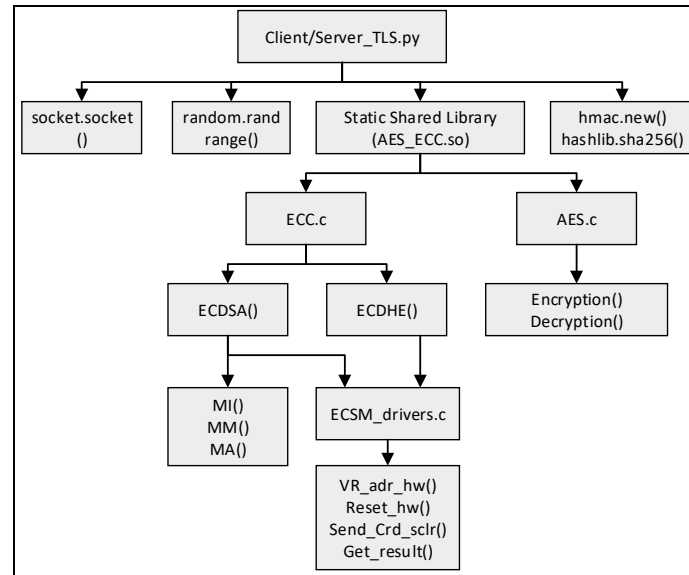 Client/Server_TLS.py
socket.socket
()
random.rand
range()
Static Shared Library
(AES_ECC.so)
hmac.new()
hashlib.sha256()
ECC.c
AES.c
ECDSA()
ECDHE()
Encryption()
Decryption()
MI()
MM()
MA()
ECSM_drivers.c
VR_adr_hw()
Reset_hw()
Send_Crd_sclr()
Get_result()